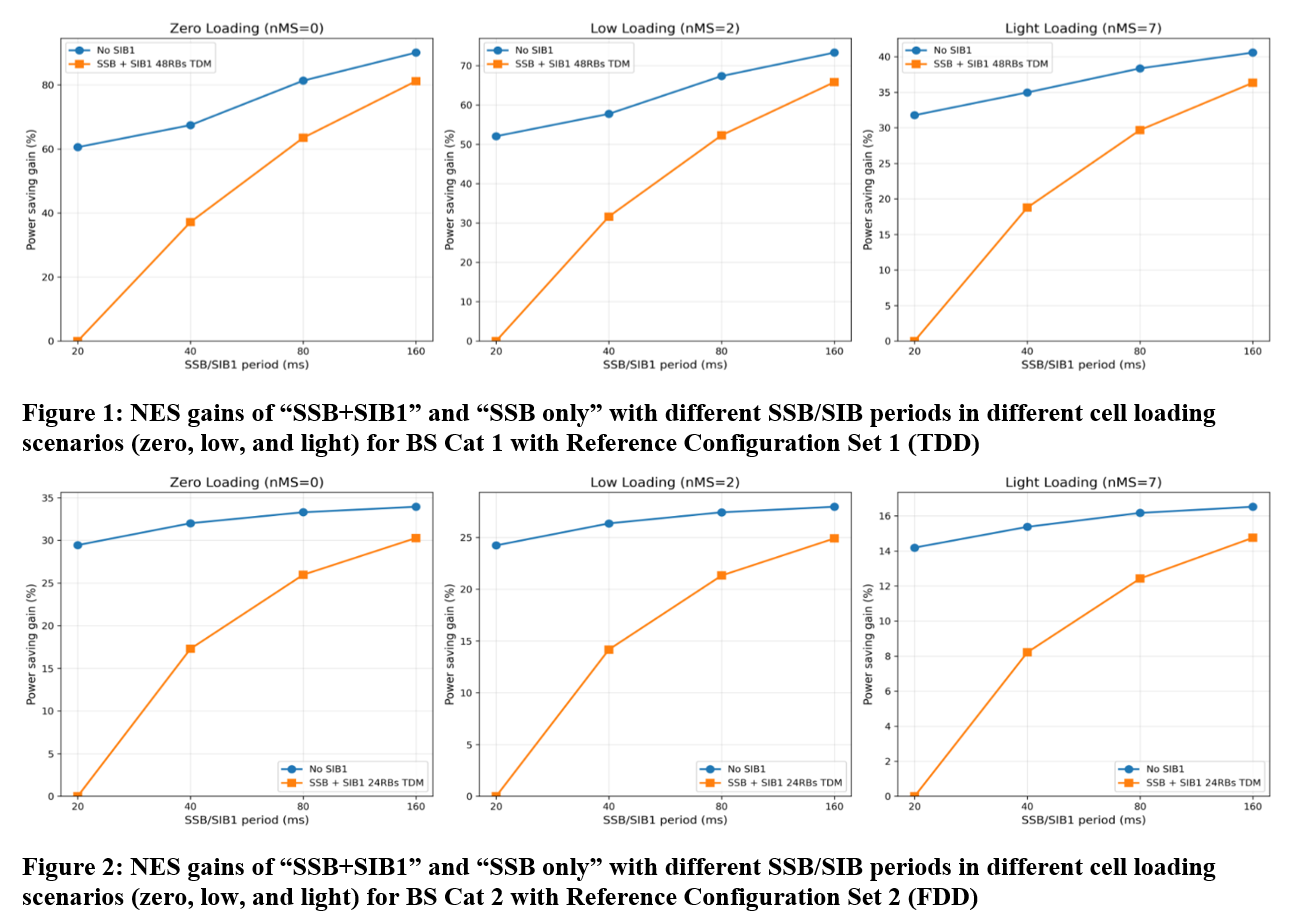 Zero Loading (nMS=0)
No SIB1
SSB + SIB1 48RBs TDM
Power saving gain (%)
80
60
40
20
0
20 40 80 160
SSB/SIB1 period (ms)
Low Loading (nMS=2)
No SIB1
SSB + SIB1 48RBs TDM
Power saving gain (%)
70
60
50
40
30
20
10
0
20 40 80 160
SSB/SIB1 period (ms)
Light Loading (nMS=7)
No SIB1
SSB + SIB1 48RBs TDM
Power saving gain (%)
40
35
30
25
20
15
10
5
0
20 40 80 160
SSB/SIB1 period (ms)
Figure 1: NES gains of “SSB+SIB1” and “SSB only” with different SSB/SIB periods in different cell loading
scenarios (zero, low, and light) for BS Cat 1 with Reference Configuration Set 1 (TDD)
Zero Loading (nMS=0)
Power saving gain (%)
35
30
25
20
15
10
5
0
No SIB1
SSB + SIB1 24RBs TDM
20 40 80 160
SSB/SIB1 period (ms)
Low Loading (nMS=2)
Power saving gain (%)
25
20
15
10
5
0
No SIB1
SSB + SIB1 24RBs TDM
20 40 80 160
SSB/SIB1 period (ms)
Light Loading (nMS=7)
Power saving gain (%)
16
14
12
10
8
6
4
2
0
No SIB1
SSB + SIB1 24RBs TDM
20 40 80 160
SSB/SIB1 period (ms)
Figure 2: NES gains of “SSB+SIB1” and “SSB only” with different SSB/SIB periods in different cell loading
scenarios (zero, low, and light) for BS Cat 2 with Reference Configuration Set 2 (FDD)